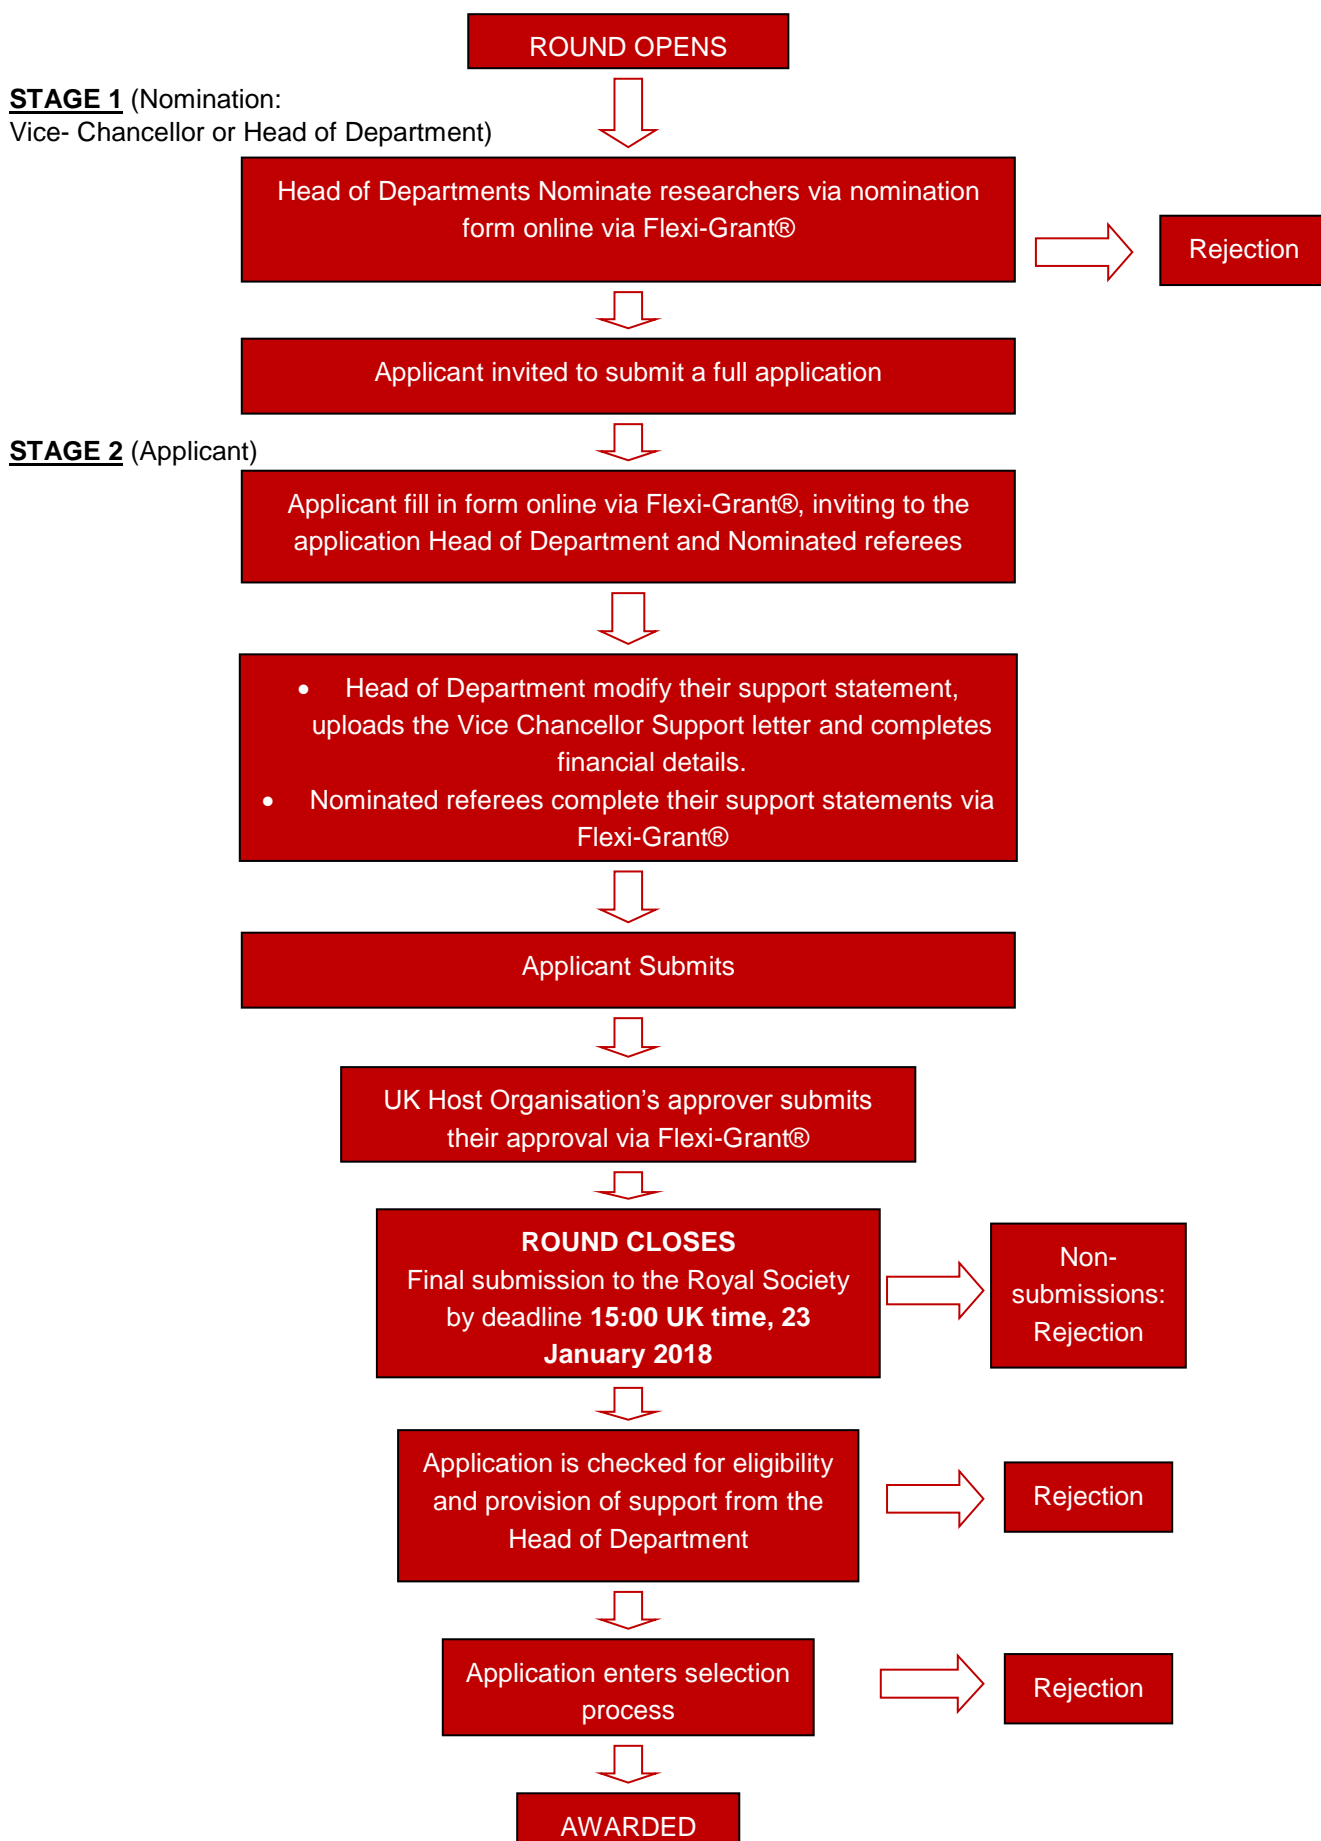 ROUND OPENS
STAGE 1 (Nomination:
Vice- Chancellor or Head of Department)
Head of Departments Nominate researchers via nomination
form online via Flexi-Grant®
Rejection
Applicant invited to submit a full application
STAGE 2 (Applicant)
Applicant fill in form online via Flexi-Grant®, inviting to the
application Head of Department and Nominated referees
• Head of Department modify their support statement,
uploads the Vice Chancellor Support letter and completes
financial details.
• Nominated referees complete their support statements via
Flexi-Grant®
Applicant Submits
UK Host Organisation’s approver submits
their approval via Flexi-Grant®
ROUND CLOSES
Final submission to the Royal Society
by deadline 15:00 UK time, 23
January 2018
Non-
submissions:
Rejection
Application is checked for eligibility
and provision of support from the
Head of Department
Rejection
Application enters selection
process
Rejection
AWARDED